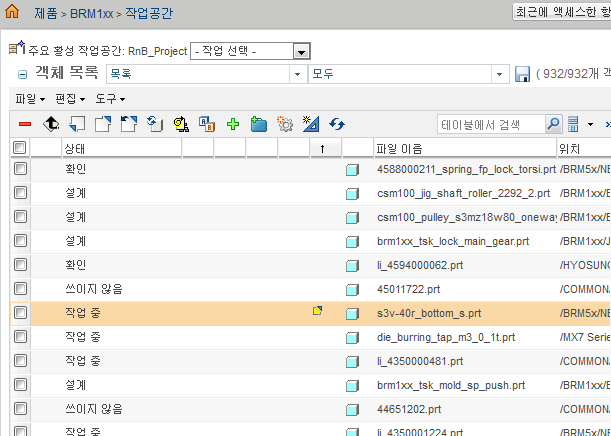 제품 > BRM1xx > 작업공간
최근에 액세스한 항
주요 활성 작업공간: RnB_Project - 작업 선택 -
객체 목록 목록 모두 ( 932/932개 객
파일 편집 도구
테이블에서 검색
상태 ↑ 파일 이름 위치
확인 4588000211_spring_fp_lock_torsi.prt /BRM5x/NE
설계 csm100_jig_shaft_roller_2292_2.prt /BRM1xx/E
설계 csm100_pulley_s3mz18w80_oneway /BRM1xx/E
설계 brm1xx_tsk_lock_main_gear.prt /BRM1xx/J
확인 li_4594000062.prt /HYOSUNG
쓰이지 않음 45011722.prt /COMMON/
작업 중 s3v-40r_bottom_s.prt /BRM5x/NE
작업 중 die_burring_tap_m3_0_1t.prt /MX7 Serie
작업 중 li_4350000481.prt /COMMON/
설계 brm1xx_tsk_mold_sp_push.prt /BRM1xx/E
쓰이지 않음 44651202.prt /COMMON/
작업 중 li_4350001224.prt /BRM5x/NE